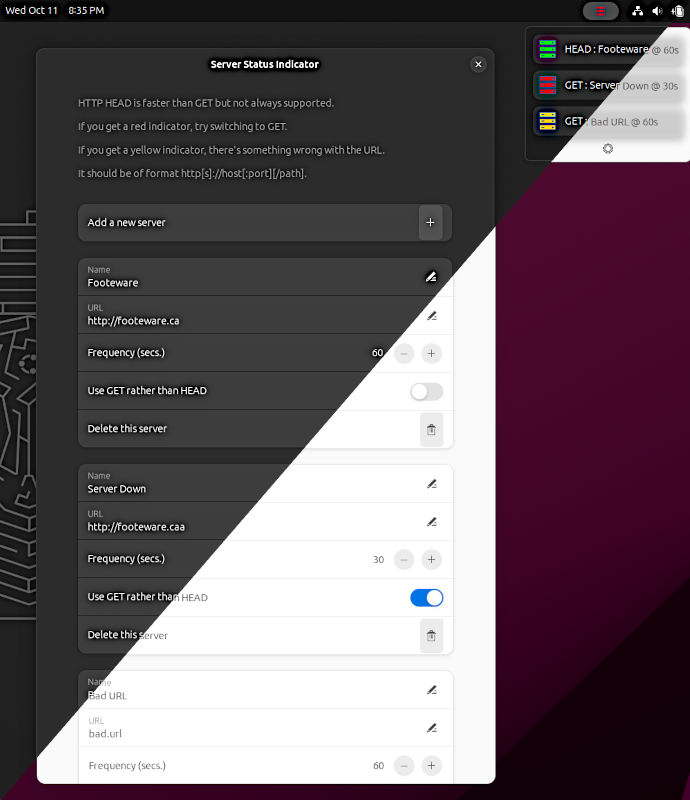 Wed Oct 11 8:35 PM
HEAD : Footeware @ 60s
GET : Server Down @ 30s
GET : Bad URL @ 60s
Server Status Indicator
HTTP HEAD is faster than GET but not always supported.
If you get a red indicator, try switching to GET.
If you get a yellow indicator, there's something wrong with the URL.
It should be of format http[s]://host[:port][/path].
Add a new server
Name
Footeware
URL
http://footeware.ca
Frequency (secs.) 60
Use GET rather than HEAD
Delete this server
Name
Server Down
URL
http://footeware.caa
Frequency (secs.) 30
Use GET rather than HEAD
Delete this server
Name
Bad URL
URL
bad.url
Frequency (secs.) 60